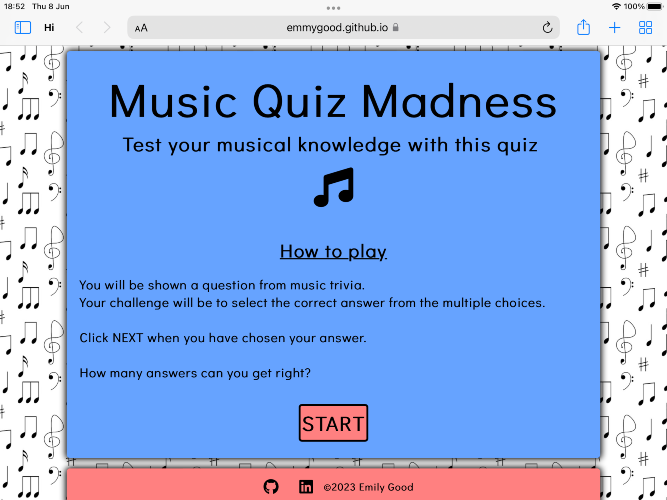 18:52 Thu 8 Jun 100%
Hi AA emmygood.github.io
Music Quiz Madness
Test your musical knowledge with this quiz
How to play
You will be shown a question from music trivia.
Your challenge will be to select the correct answer from the multiple choices.
Click NEXT when you have chosen your answer.
How many answers can you get right?
START
©2023 Emily Good